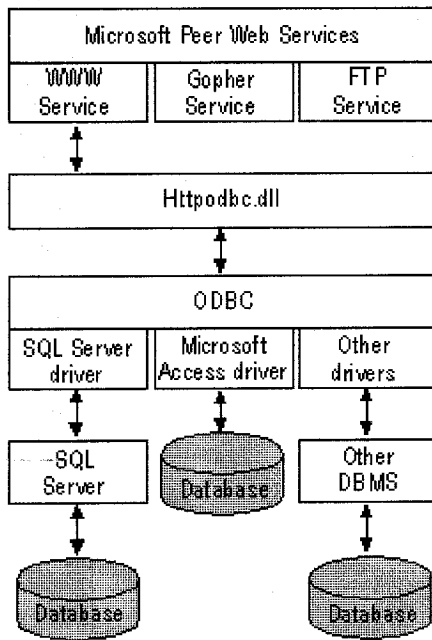 Microsoft Peer Web Services
WWW
Service
Gopher
Service
FTP
Service
Httpodbc.dll
ODBC
SQL Server
driver
Microsoft
Access driver
Other
drivers
SQL
Server
Database
Other
DBMS
Database
Database